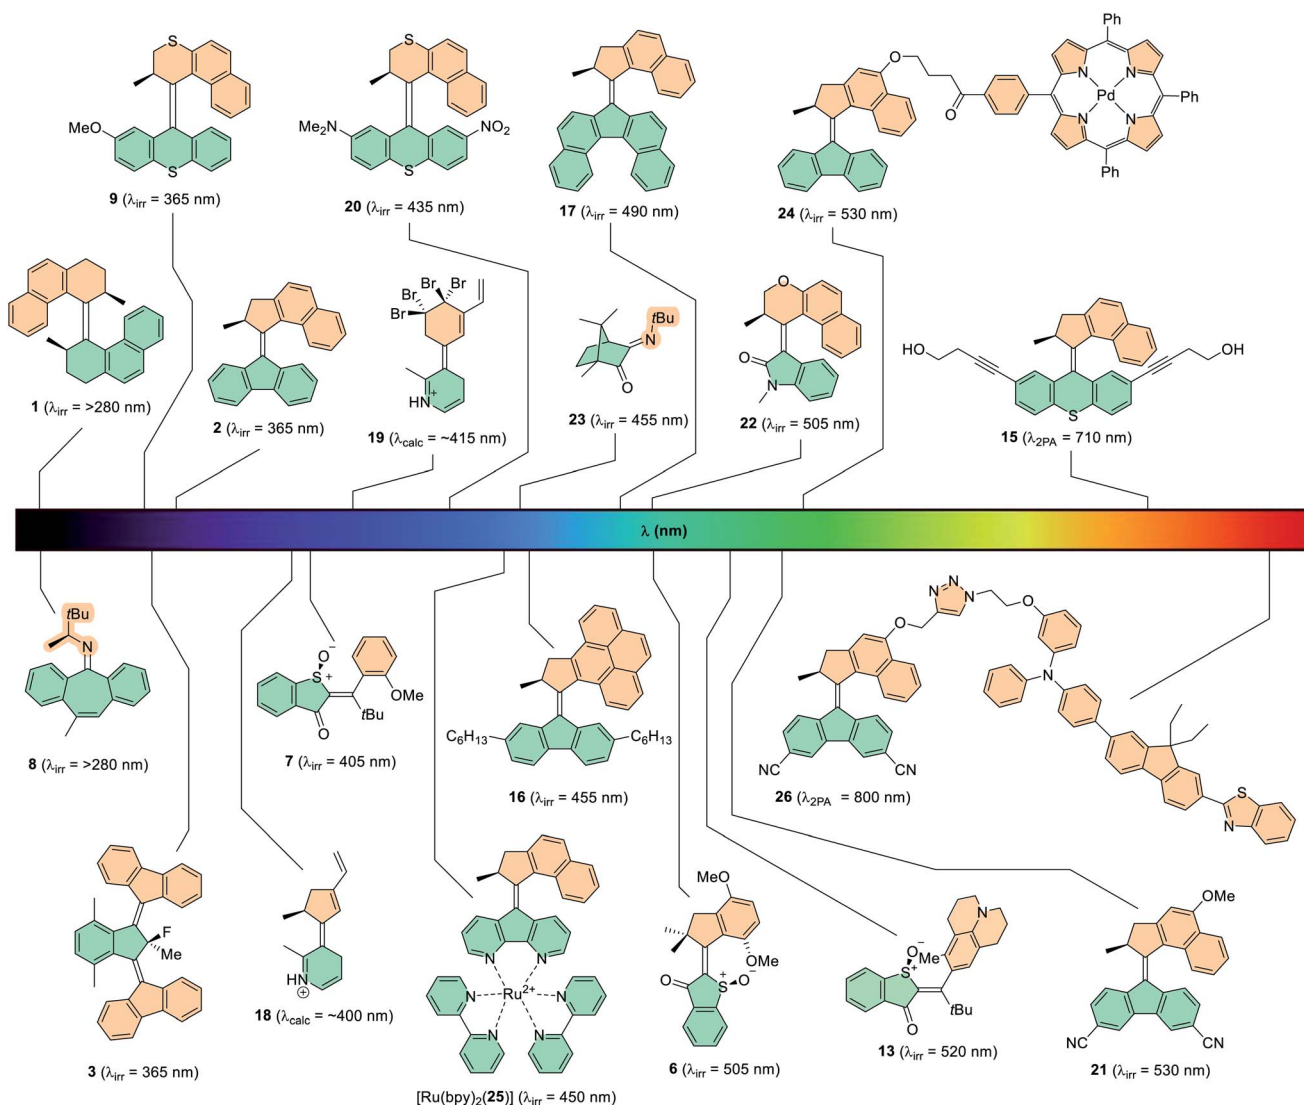 S
S
MeO
9 (λirr = 365 nm)
S
Me2N
NO2
S
20 (λirr = 435 nm)
17 (λirr = 490 nm)
O
O
Ph
N
N
Pd
N
N
Ph
Ph
24 (λirr = 530 nm)
1 (λirr = >280 nm)
2 (λirr = 365 nm)
Br
Br
Br
Br
HN
+
19 (λcalc = ~415 nm)
tBu
N
O
23 (λirr = 455 nm)
O
O
N
22 (λirr = 505 nm)
HO
OH
S
15 (λ2PA = 710 nm)
λ (nm)
tBu
N
8 (λirr = >280 nm)
O−
S
+
O
OMe
tBu
7 (λirr = 405 nm)
C6H13
C6H13
16 (λirr = 455 nm)
N
N
N
O
O
N
NC
CN
S
N
26 (λ2PA = 800 nm)
F
Me
3 (λirr = 365 nm)
HN
+
18 (λcalc = ~400 nm)
N
N
Ru2+
N
N
N
N
[Ru(bpy)2(25)] (λirr = 450 nm)
MeO
OMe
O
S
+
O−
6 (λirr = 505 nm)
N
O−
Me
S
+
O
tBu
13 (λirr = 520 nm)
OMe
NC
CN
21 (λirr = 530 nm)